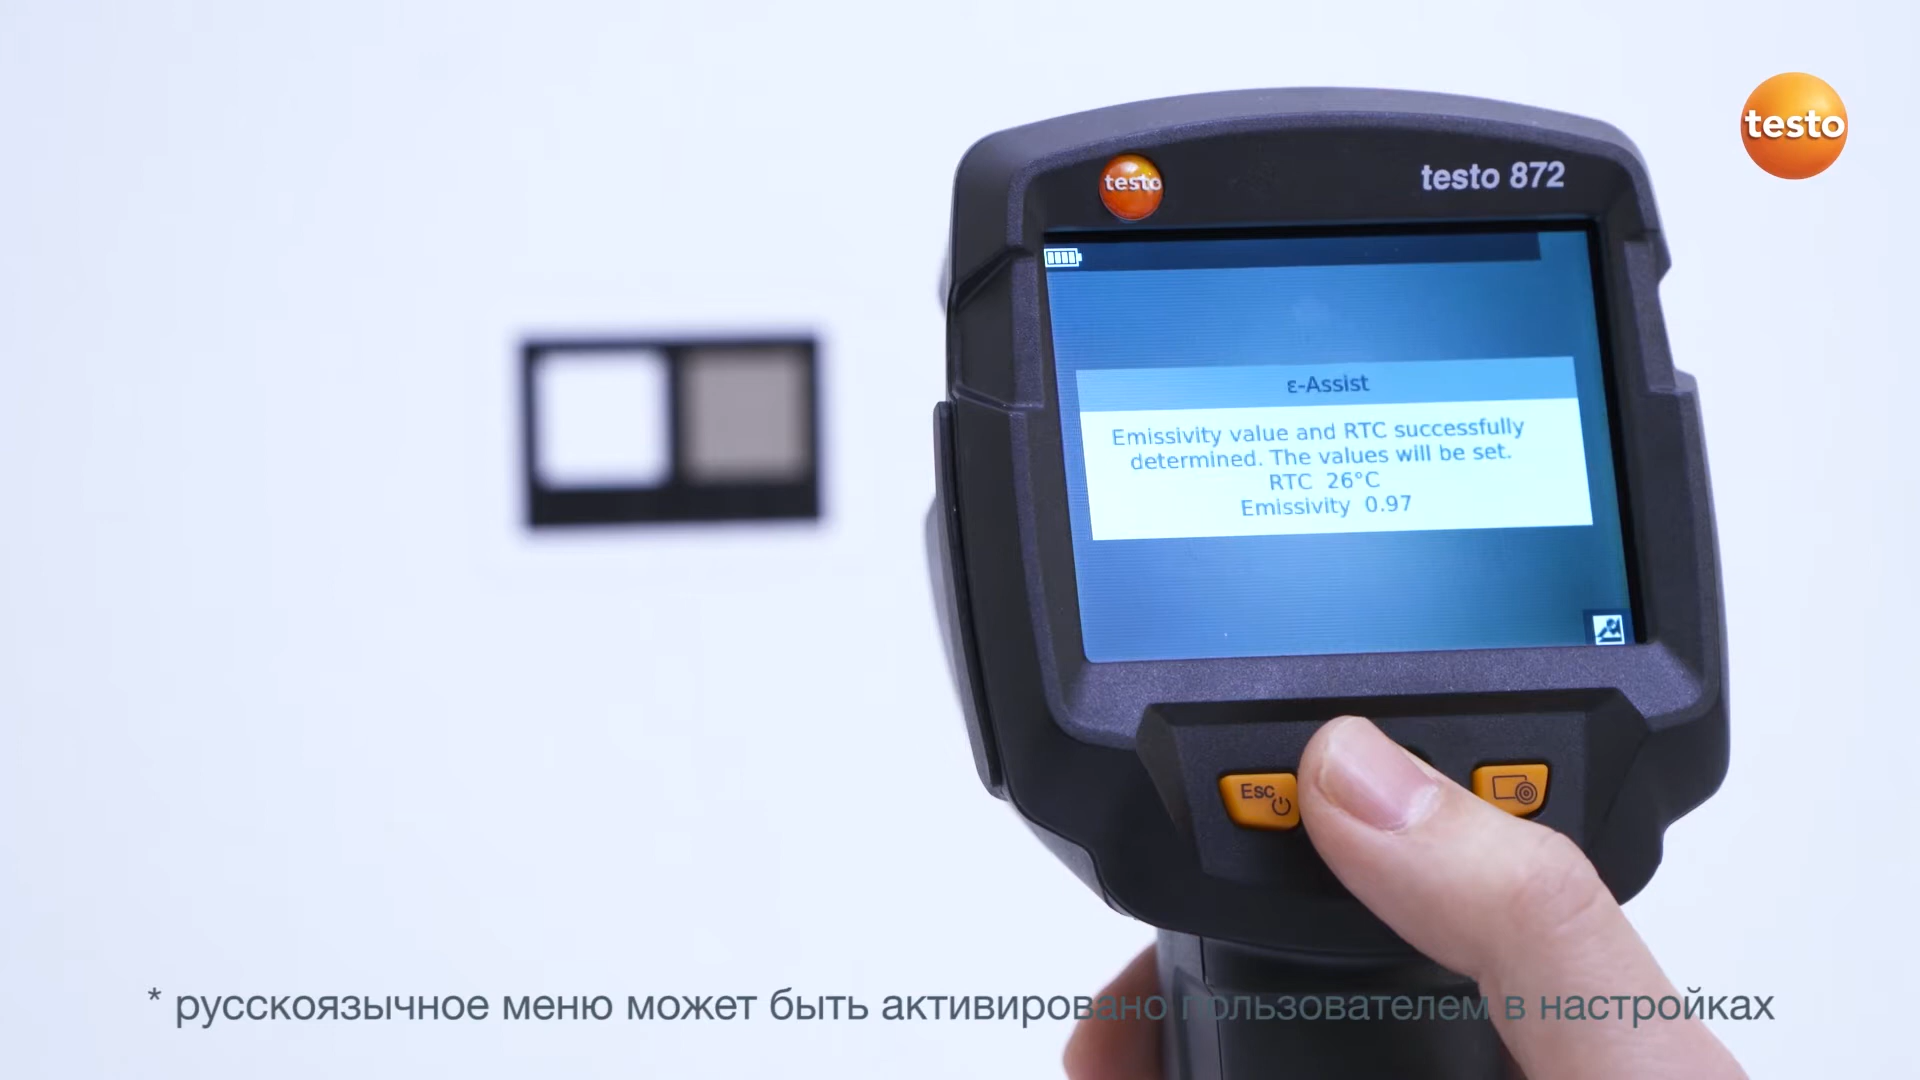 testo
testo
testo 872
ε-Assist
Emissivity value and RTC successfully
determined. The values will be set.
RTC 26°C
Emissivity 0.97
Esc
* русскоязычное меню может быть активировано пользователем в настройках